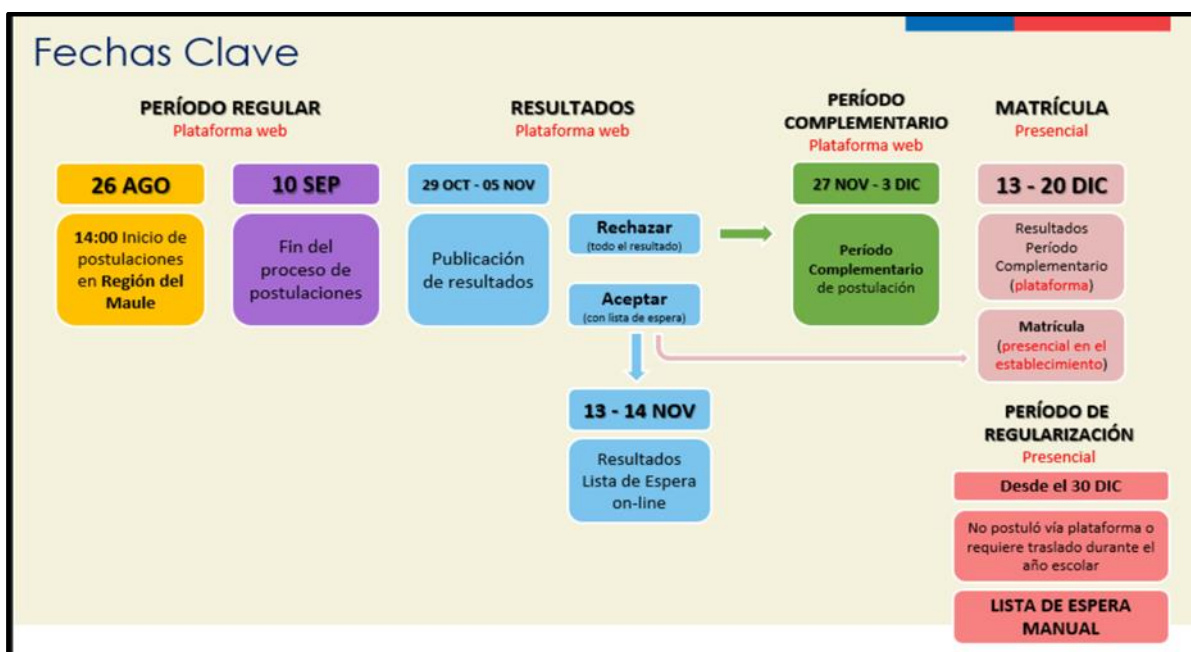 Fechas Clave
PERÍODO REGULAR
Plataforma web
26 AGO
14:00 Inicio de
postulaciones
en Región del
Maule
10 SEP
Fin del
proceso de
postulaciones
RESULTADOS
Plataforma web
29 OCT - 05 NOV
Publicación
de resultados
Rechazar
(todo el resultado)
Aceptar
(con lista de espera)
13 - 14 NOV
Resultados
Lista de Espera
on-line
PERÍODO
COMPLEMENTARIO
Plataforma web
27 NOV - 3 DIC
Período
Complementario
de postulación
MATRÍCULA
Presencial
13 - 20 DIC
Resultados
Período
Complementario
(plataforma)
Matrícula
(presencial en el
establecimiento)
PERÍODO DE
REGULARIZACIÓN
Presencial
Desde el 30 DIC
No postuló vía plataforma o
requiere traslado durante el
año escolar
LISTA DE ESPERA
MANUAL